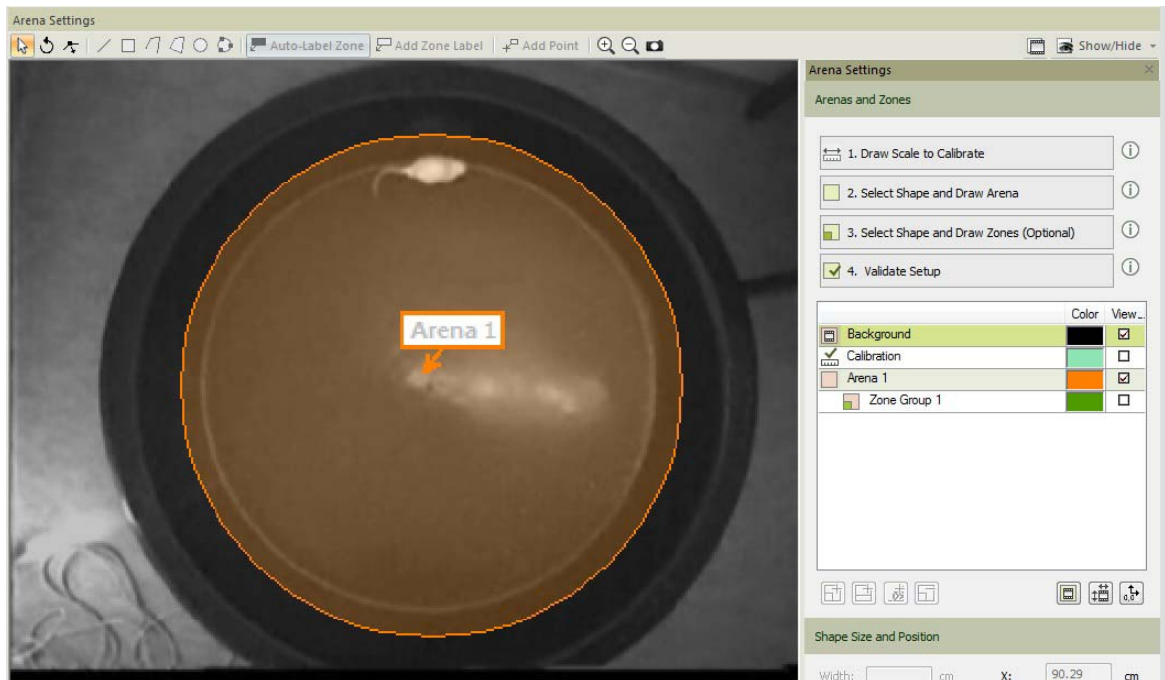 Arena Settings
Auto-Label Zone Add Zone Label Add Point Show/Hide
Arena Settings
Arenas and Zones
1. Draw Scale to Calibrate
2. Select Shape and Draw Arena
3. Select Shape and Draw Zones (Optional)
4. Validate Setup
Arena 1
Color View...
Background
Calibration
Arena 1
Zone Group 1
Shape Size and Position
Width: cm X: 90.29 cm